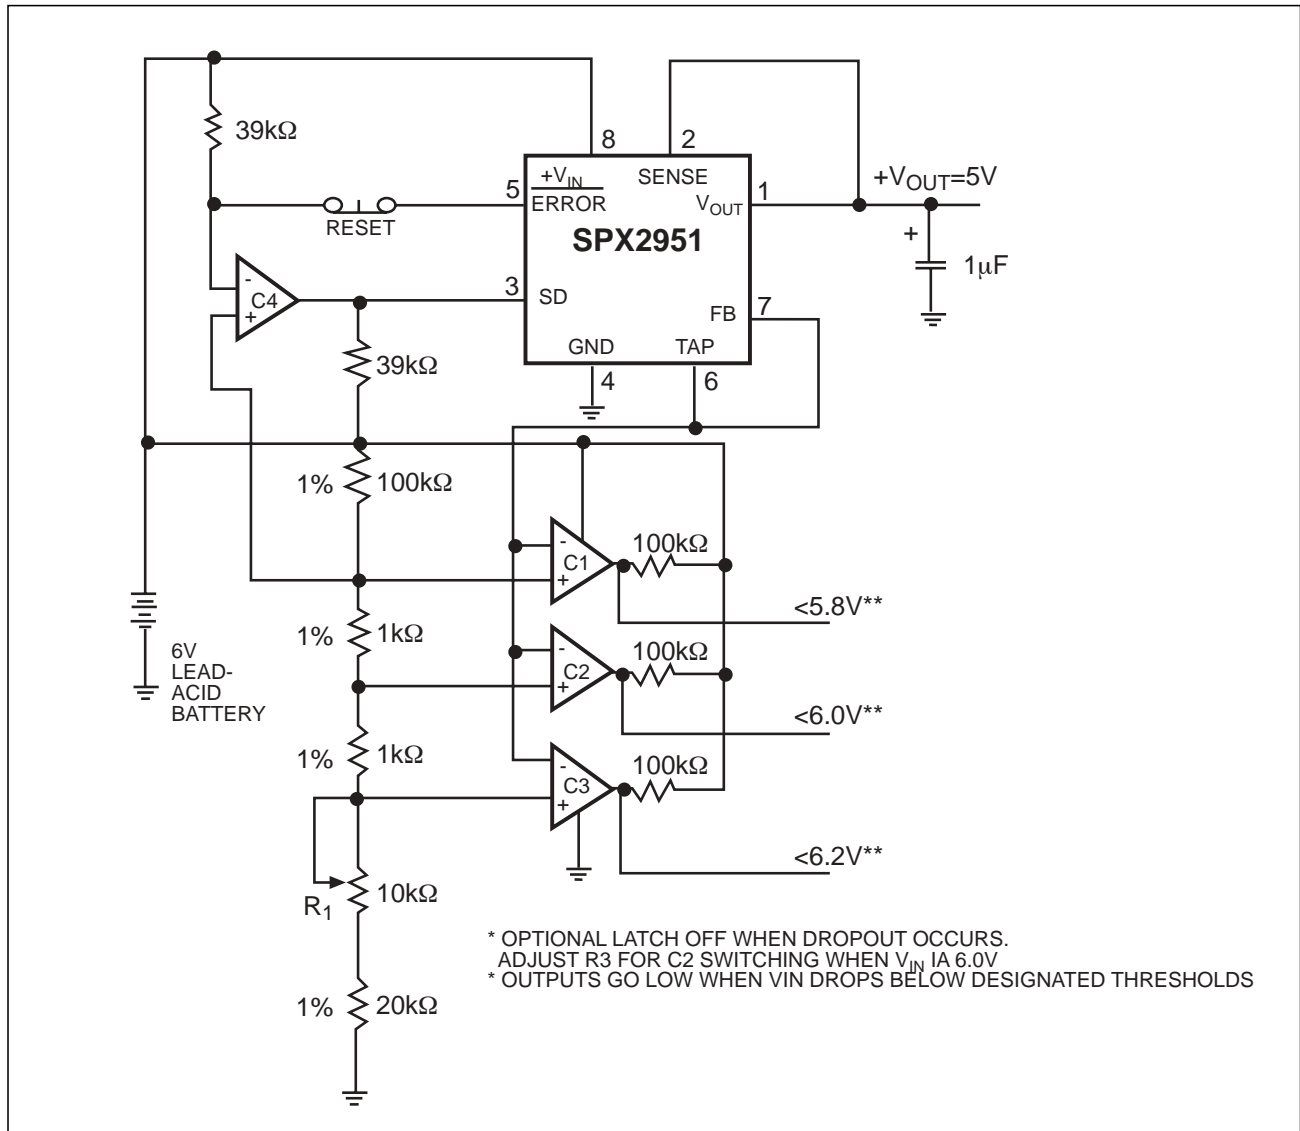 39kΩ
8
2
+VIN
SENSE
+VOUT=5V
5
ERROR
VOUT
1
RESET
SPX2951
+
1μF
-
C4
+
3
SD
FB
7
GND
TAP
39kΩ
4
6
1%
100kΩ
100kΩ
-
C1
+
<5.8V**
1%
1kΩ
6V
LEAD-
ACID
BATTERY
100kΩ
-
C2
+
<6.0V**
1%
1kΩ
100kΩ
-
C3
+
<6.2V**
R1
10kΩ
* OPTIONAL LATCH OFF WHEN DROPOUT OCCURS.
ADJUST R3 FOR C2 SWITCHING WHEN VIN IA 6.0V
* OUTPUTS GO LOW WHEN VIN DROPS BELOW DESIGNATED THRESHOLDS
1%
20kΩ